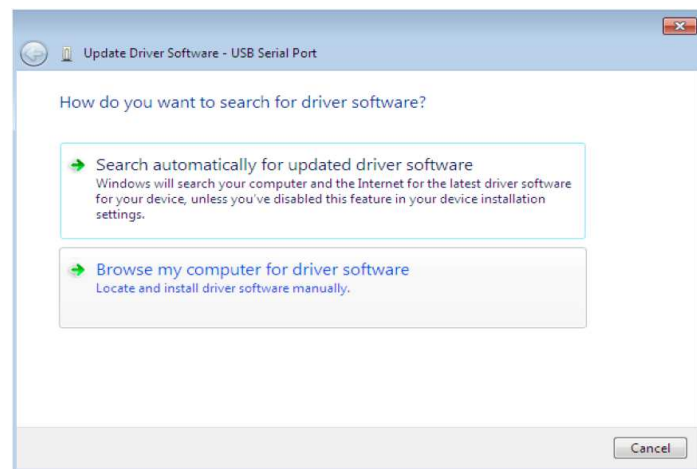 Update Driver Software - USB Serial Port
How do you want to search for driver software?
Search automatically for updated driver software
Windows will search your computer and the Internet for the latest driver software
for your device, unless you've disabled this feature in your device installation
settings.
Browse my computer for driver software
Locate and install driver software manually.
Cancel